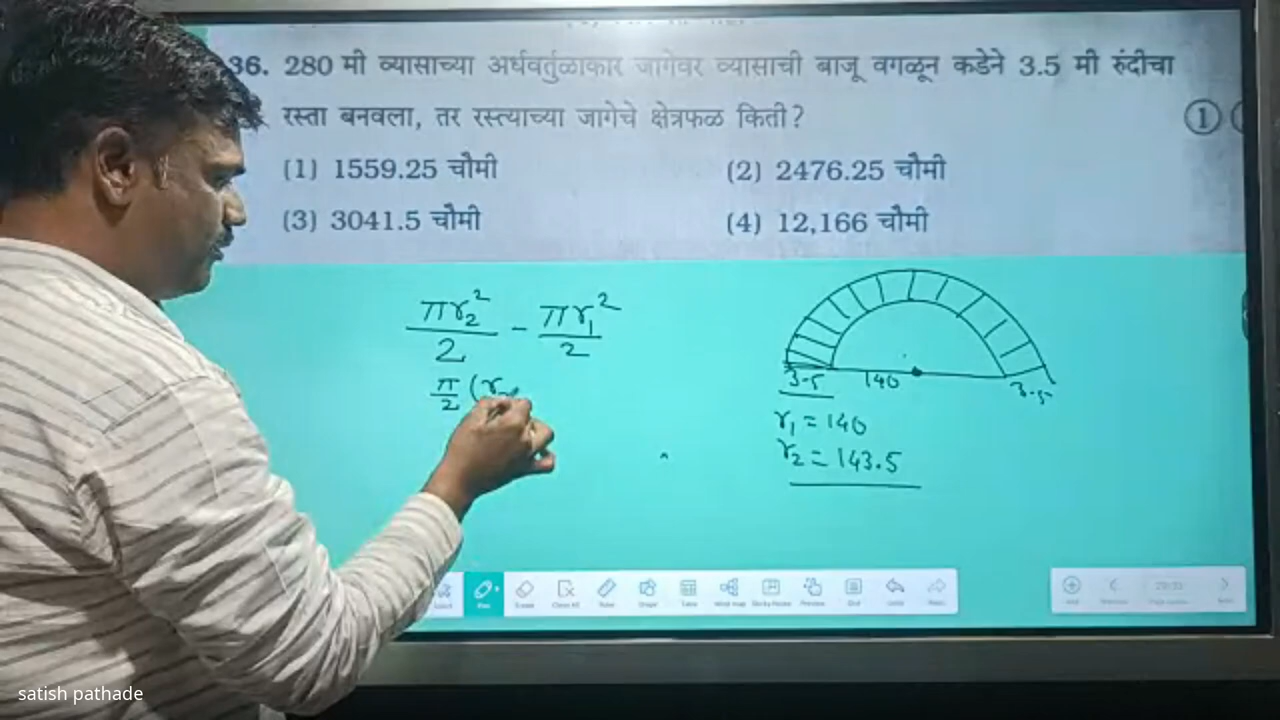 36. 280 मी व्यासाच्या अर्धवर्तुळाकार जागेवर व्यासाची बाजू वगळून कडेने 3.5 मी रुंदीचा
रस्ता बनवला, तर रस्त्याच्या जागेचे क्षेत्रफळ किती?
①
(1) 1559.25 चौमी (2) 2476.25 चौमी
(3) 3041.5 चौमी (4) 12,166 चौमी
πr₂²/2 - πr₁²/2
π/2 (r
3.5 140 3.5
r₁ = 140
r₂ = 143.5
satish pathade